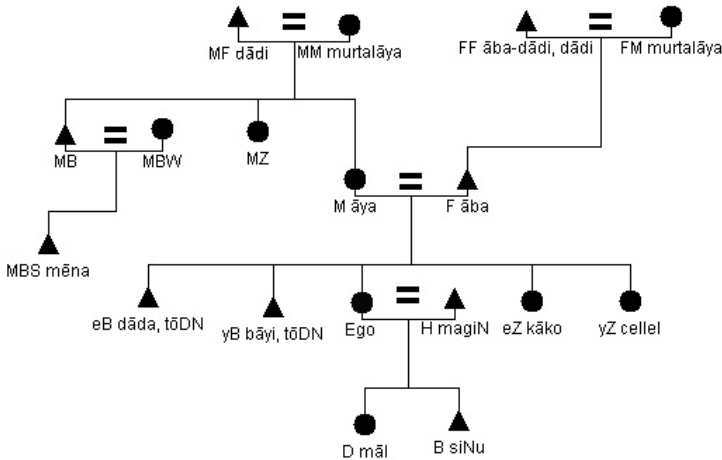 MF dādi MM murtalāya FF āba-dādi, dādi FM murtalāya
MB MBW MZ
M āya F āba
MBS mēna
eB dāda, tōDN yB bāyi, tōDN Ego H magiN eZ kāko yZ cellel
D māl B siNu